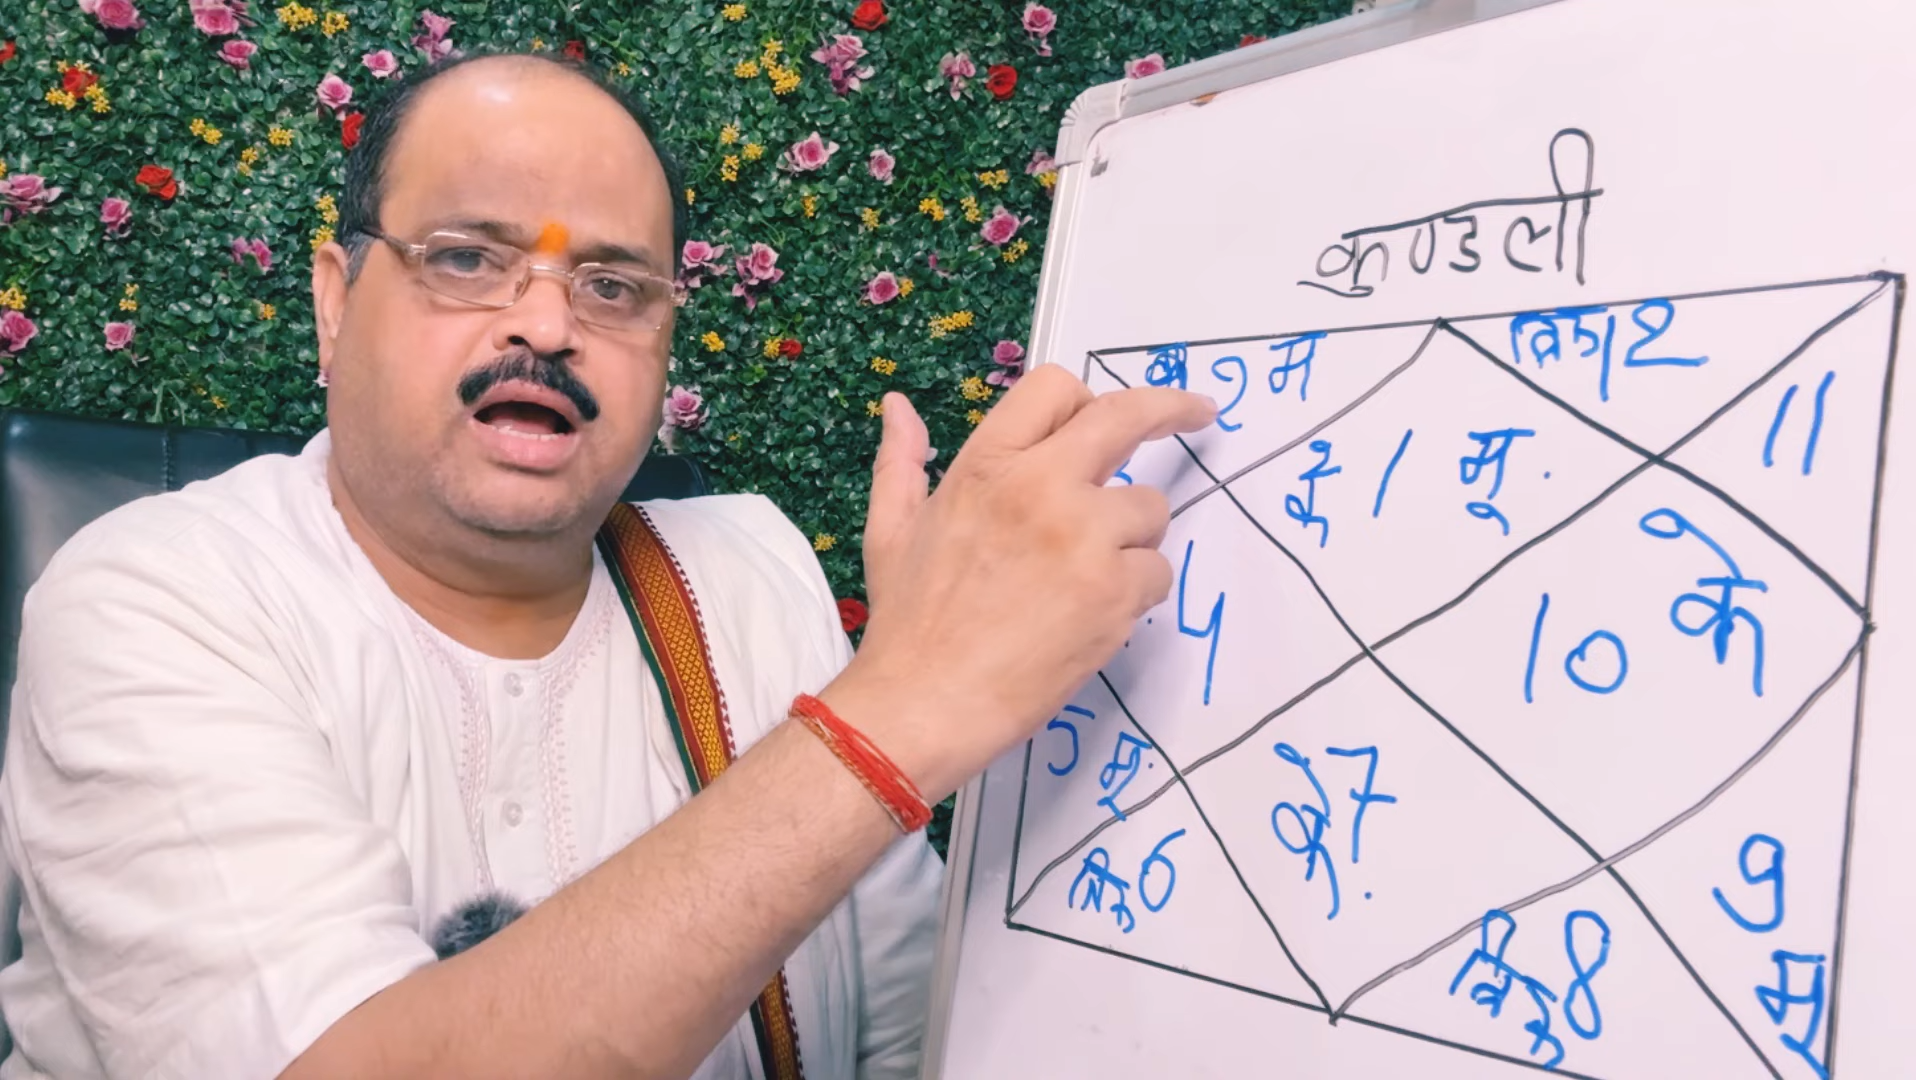 कुण्डली
2 म
त्रिक 12
11
के 1 मू.
4
10 के
5 मू.
के. 7
त्रिक 6
9
म
त्रिक 8